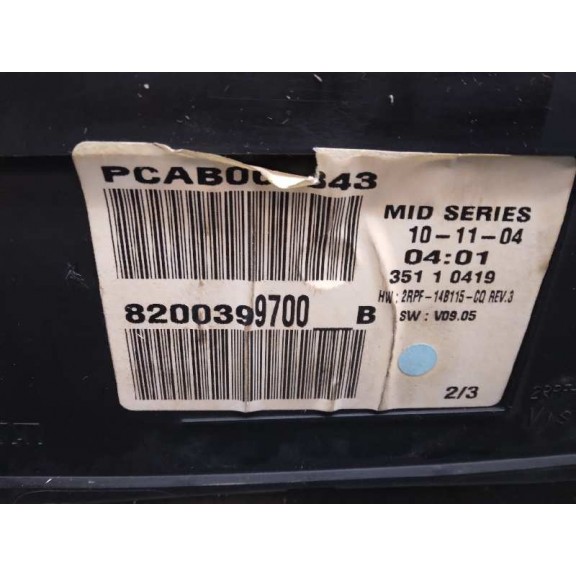 MID SERIES
10-11-04
04:01
351 1 0419
HW : 2RPF-14B115-CQ REV.3
SW : V09.05
8200399700__B
2/3